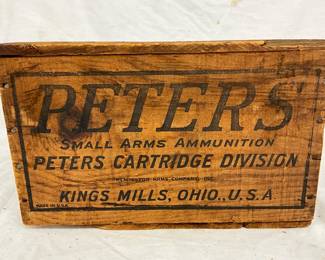 PETERS
SMALL ARMS AMMUNITION
PETERS CARTRIDGE DIVISION
REMINGTON ARMS COMPANY, INC.
KINGS MILLS, OHIO., U.S.A
MADE IN U.S.A.